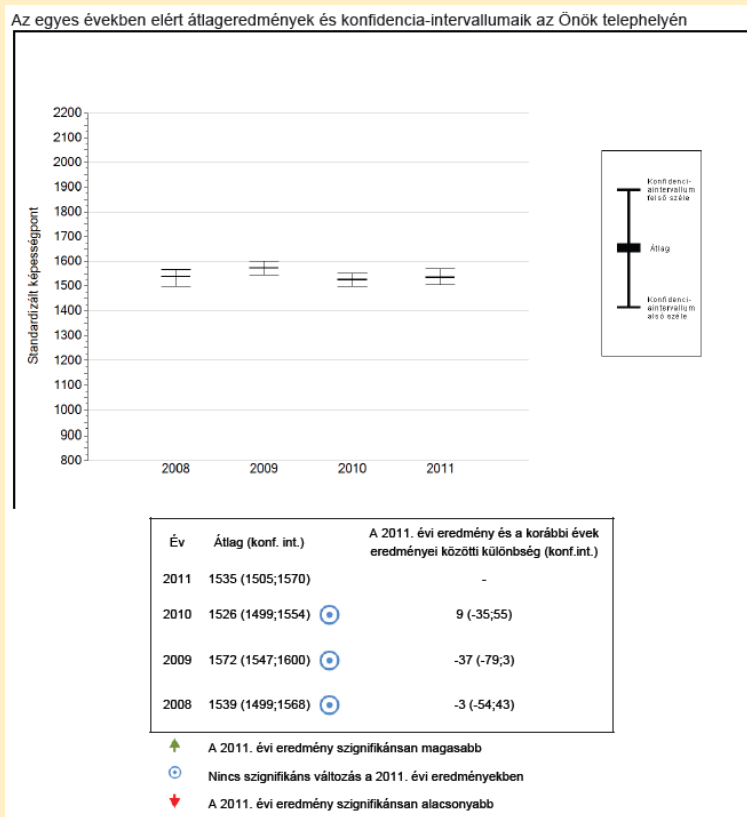 Az egyes években elért átlageredmények és konfidencia-intervallumaik az Önök telephelyén
Standardizált képességpont
2200
2100
2000
1900
1800
1700
1600
1500
1400
1300
1200
1100
1000
900
800
2008 2009 2010 2011
Konfidenci-
aintervallum
felső széle
Átlag
Konfidenci-
aintervallum
alsó széle
Év Átlag (konf. int.) A 2011. évi eredmény és a korábbi évek
eredményei közötti különbség (konf.int.)
2011 1535 (1505;1570) -
2010 1526 (1499;1554) 9 (-35;55)
2009 1572 (1547;1600) -37 (-79;3)
2008 1539 (1499;1568) -3 (-54;43)
A 2011. évi eredmény szignifikánsan magasabb
Nincs szignifikáns változás a 2011. évi eredményekben
A 2011. évi eredmény szignifikánsan alacsonyabb